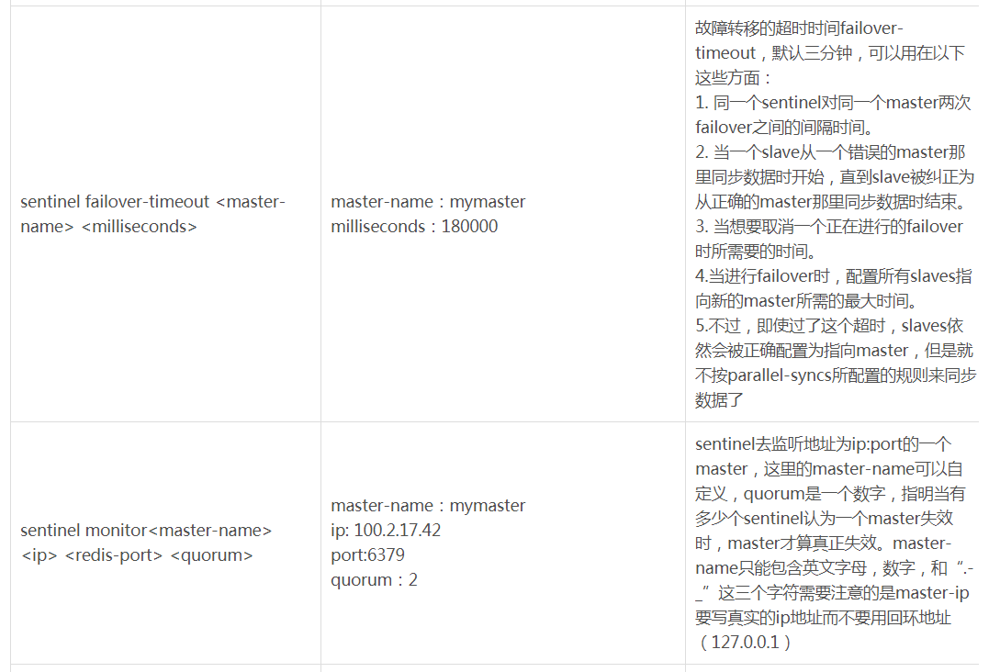 sentinel failover-timeout <master-
name> <milliseconds>
master-name：mymaster
milliseconds：180000
故障转移的超时时间failover-
timeout，默认三分钟，可以用在以下
这些方面：
1. 同一个sentinel对同一个master两次
failover之间的间隔时间。
2. 当一个slave从一个错误的master那
里同步数据时开始，直到slave被纠正为
从正确的master那里同步数据时结束。
3. 当想要取消一个正在进行的failover
时所需要的时间。
4.当进行failover时，配置所有slaves指
向新的master所需的最大时间。
5.不过，即使过了这个超时，slaves依
然会被正确配置为指向master，但是就
不按parallel-syncs所配置的规则来同步
数据了
sentinel monitor<master-name>
<ip> <redis-port> <quorum>
master-name：mymaster
ip: 100.2.17.42
port:6379
quorum：2
sentinel去监听地址为ip:port的一个
master，这里的master-name可以自
定义，quorum是一个数字，指明当有
多少个sentinel认为一个master失效
时，master才算真正失效。master-
name只能包含英文字母，数字，和“.-
_”这三个字符需要注意的是master-ip
要写真实的ip地址而不要用回环地址
（127.0.0.1）